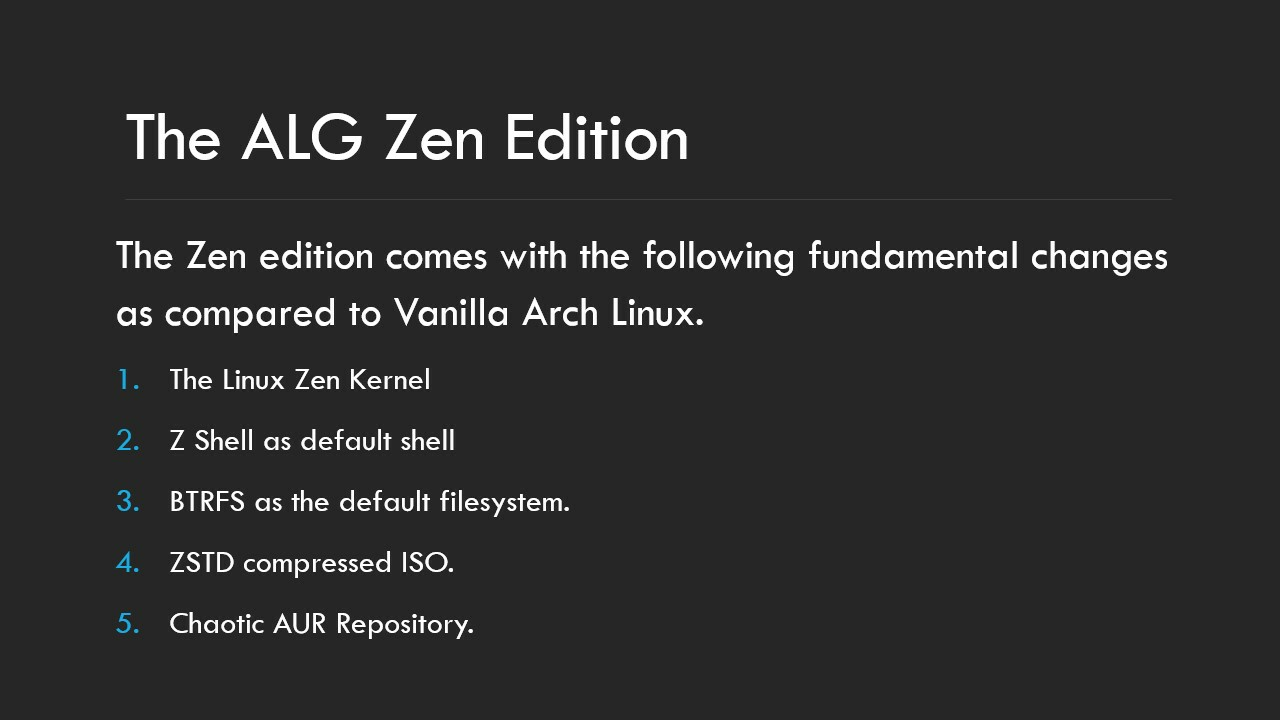 The ALG Zen Edition
The Zen edition comes with the following fundamental changes
as compared to Vanilla Arch Linux.
1. The Linux Zen Kernel
2. Z Shell as default shell
3. BTRFS as the default filesystem.
4. ZSTD compressed ISO.
5. Chaotic AUR Repository.